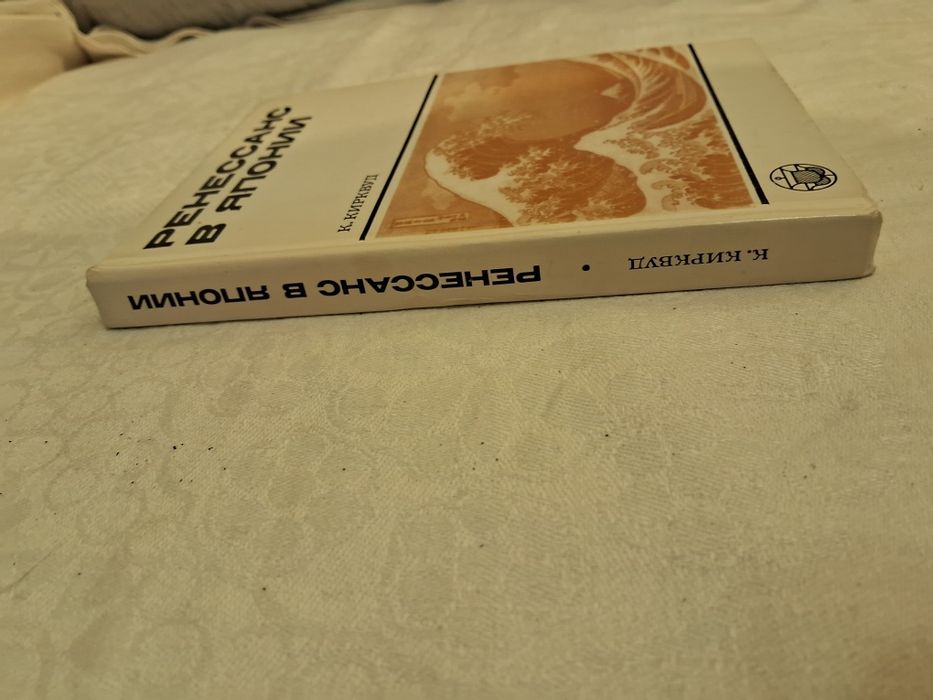 РЕНЕССАНС
В ЯПОНИИ
К. КИРКВУД
К. КИРКВУД • РЕНЕССАНС В ЯПОНИИ